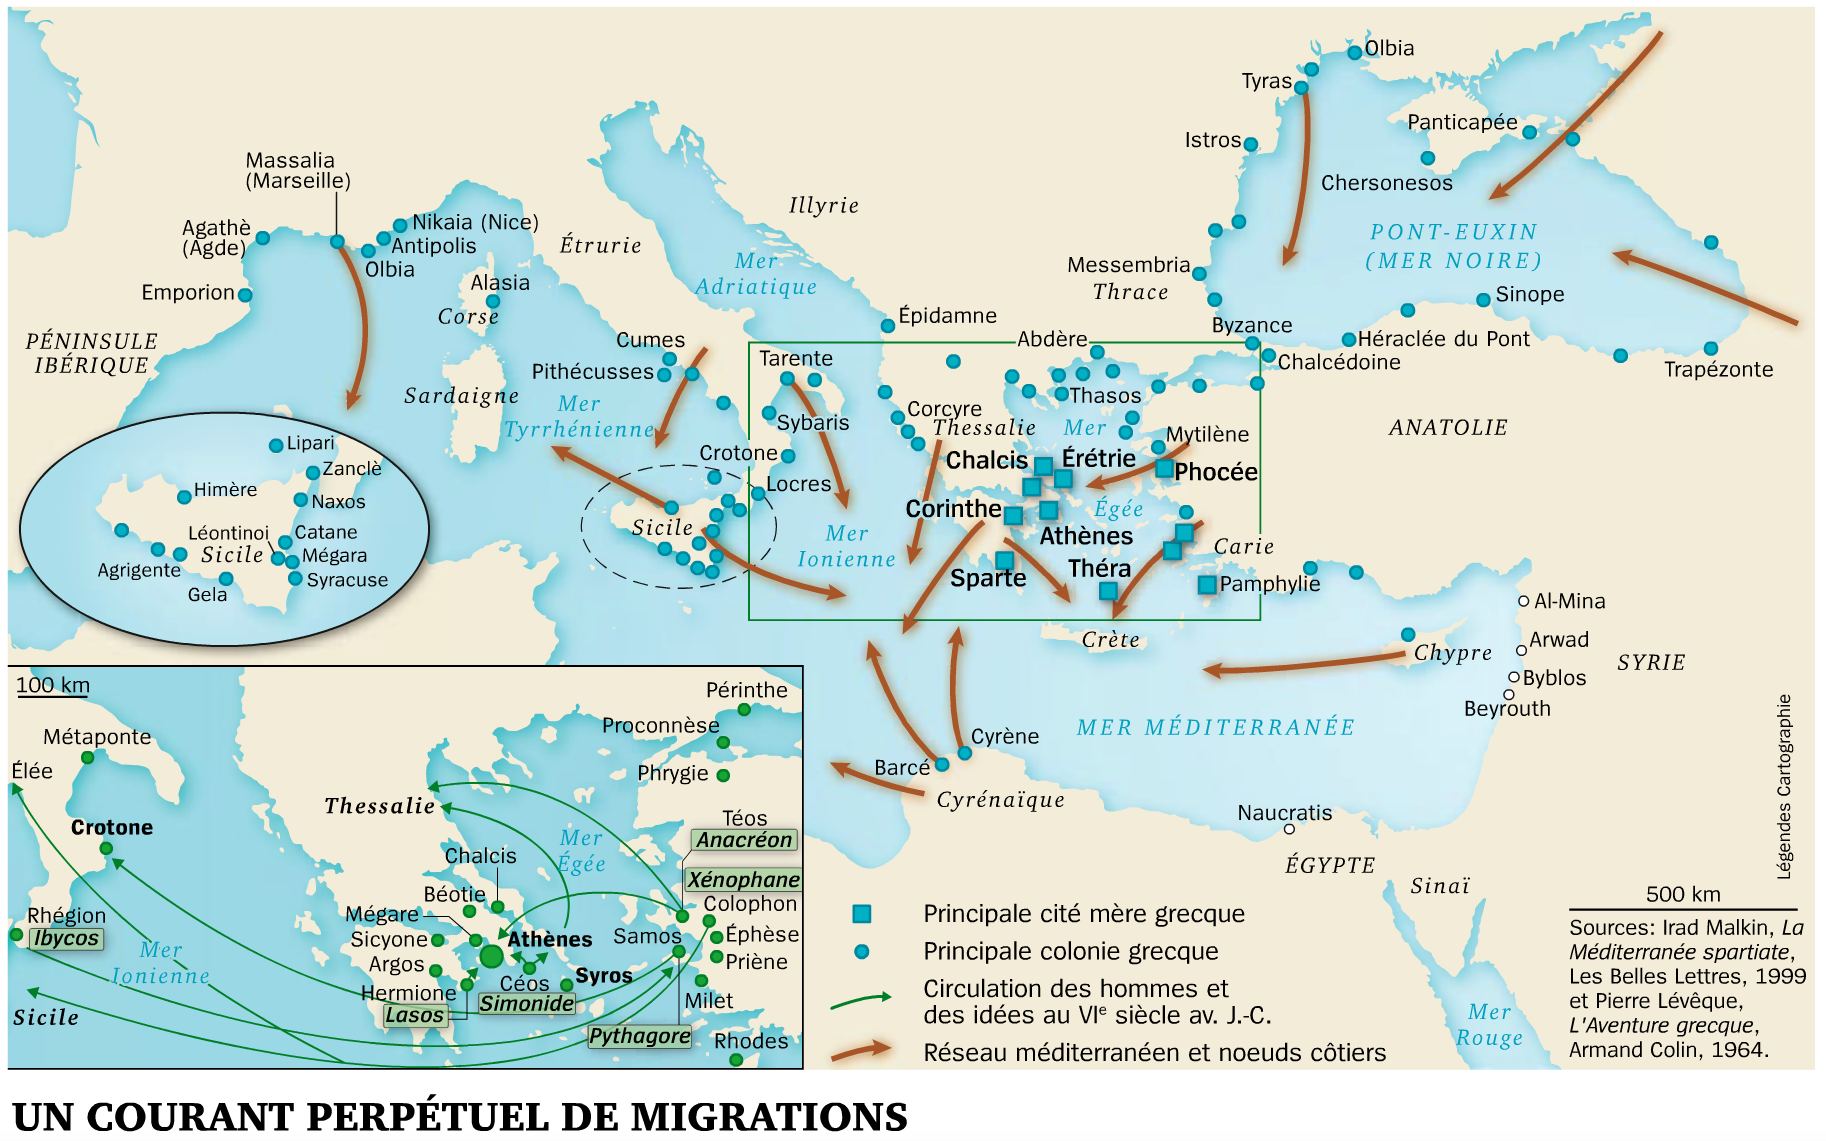 Olbia
Tyras
Panticapée
Istros
Chersonesos
Massalia
(Marseille)
Illyrie
Nikaia (Nice)
Agathè
(Agde)
Antipolis
Olbia
Étrurie
PONT-EUXIN
(MER NOIRE)
Mer
Adriatique
Messembria
Thrace
Alasia
Corse
Emporion
Sinope
Épidamne
Byzance
PÉNINSULE
IBÉRIQUE
Cumes
Abdère
Héraclée du Pont
Tarente
Chalcédoine
Pithécusses
Trapézonte
Sardaigne
Mer
Tyrrhénienne
Thasos
Corcyre
Thessalie
Mer
Égée
Sybaris
ANATOLIE
Mytilène
Crotone
Chalcis
Érétrie
Phocée
Locres
Corinthe
Sicile
Mer
Ionienne
Athènes
Carie
Sparte
Théra
Pamphylie
Crète
Al-Mina
Arwad
Chypre
SYRIE
Byblos
Beyrouth
MER MÉDITERRANÉE
Cyrène
Barcé
Cyrénaïque
Naucratis
ÉGYPTE
Sinaï
Mer
Rouge
Lipari
Zanclè
Himère
Naxos
Léontinoi
Sicile
Catane
Mégara
Agrigente
Syracuse
Gela
100 km
Périnthe
Proconnèse
Métaponte
Élée
Phrygie
Thessalie
Téos
Anacréon
Crotone
Mer
Égée
Chalcis
Xénophane
Béotie
Colophon
Rhégion
Ibycos
Mégare
Sicyone
Athènes
Samos
Éphèse
Mer
Ionienne
Argos
Priène
Céos
Syros
Hermione
Simonide
Milet
Lasos
Sicile
Pythagore
Rhodes
Principale cité mère grecque
Principale colonie grecque
Circulation des hommes et
des idées au VIe siècle av. J.-C.
Réseau méditerranéen et noeuds côtiers
500 km
Sources: Irad Malkin, La
Méditerranée spartiate,
Les Belles Lettres, 1999
et Pierre Lévêque,
L'Aventure grecque,
Armand Colin, 1964.
Légendes Cartographie
UN COURANT PERPÉTUEL DE MIGRATIONS